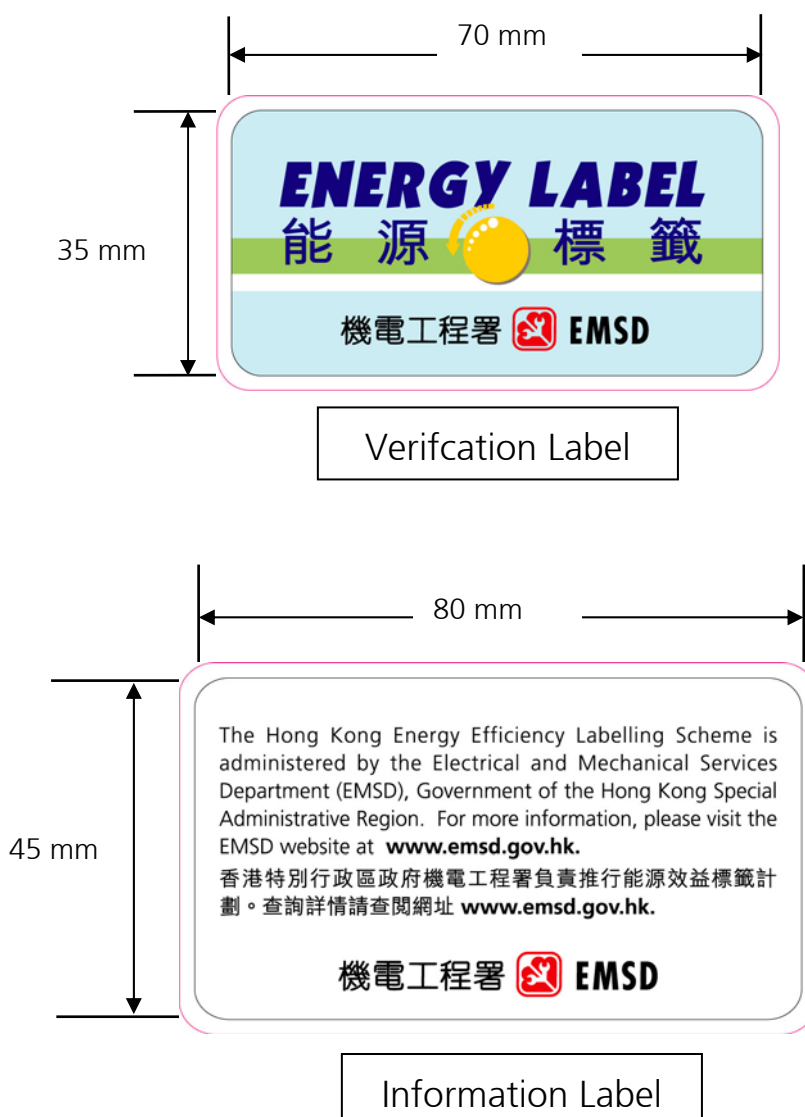 70 mm
35 mm
ENERGY LABEL
能 源 標 籤
機電工程署 EMSD
Verifcation Label
80 mm
45 mm
The Hong Kong Energy Efficiency Labelling Scheme is
administered by the Electrical and Mechanical Services
Department (EMSD), Government of the Hong Kong Special
Administrative Region. For more information, please visit the
EMSD website at www.emsd.gov.hk.
香港特別行政區政府機電工程署負責推行能源效益標籤計
劃。查詢詳情請查閱網址 www.emsd.gov.hk.
機電工程署 EMSD
Information Label